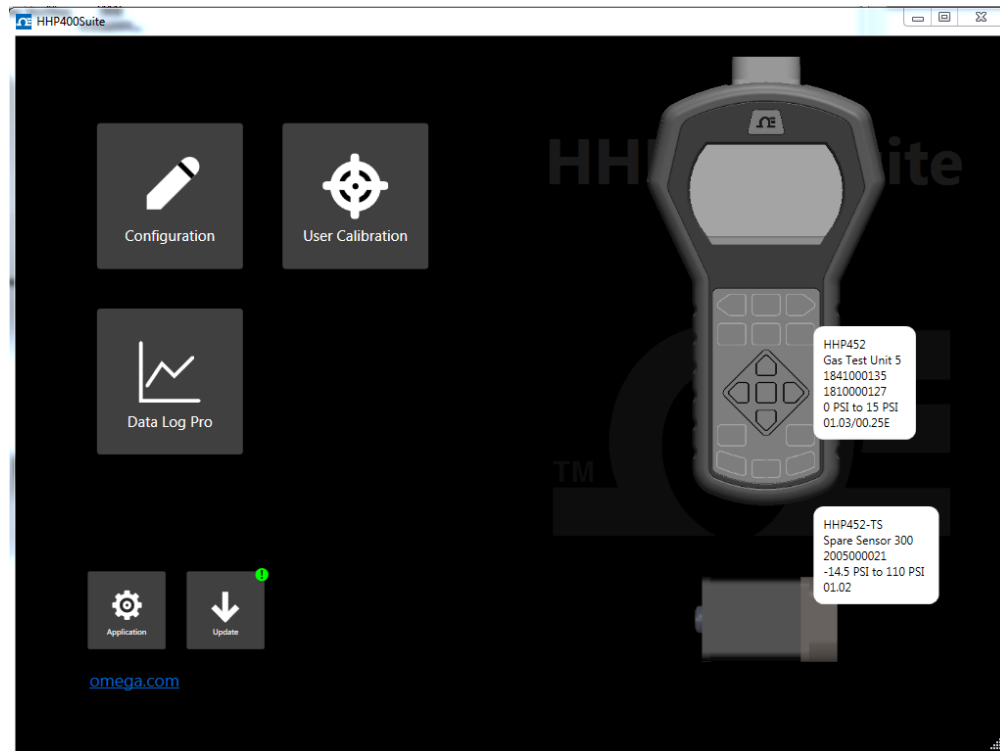 HHP400Suite
Configuration
User Calibration
Data Log Pro
HHP452
Gas Test Unit 5
1841000135
1810000127
0 PSI to 15 PSI
01.03/00.25E
TM
HHP452-TS
Spare Sensor 300
2005000021
-14.5 PSI to 110 PSI
01.02
Application
Update
omega.com